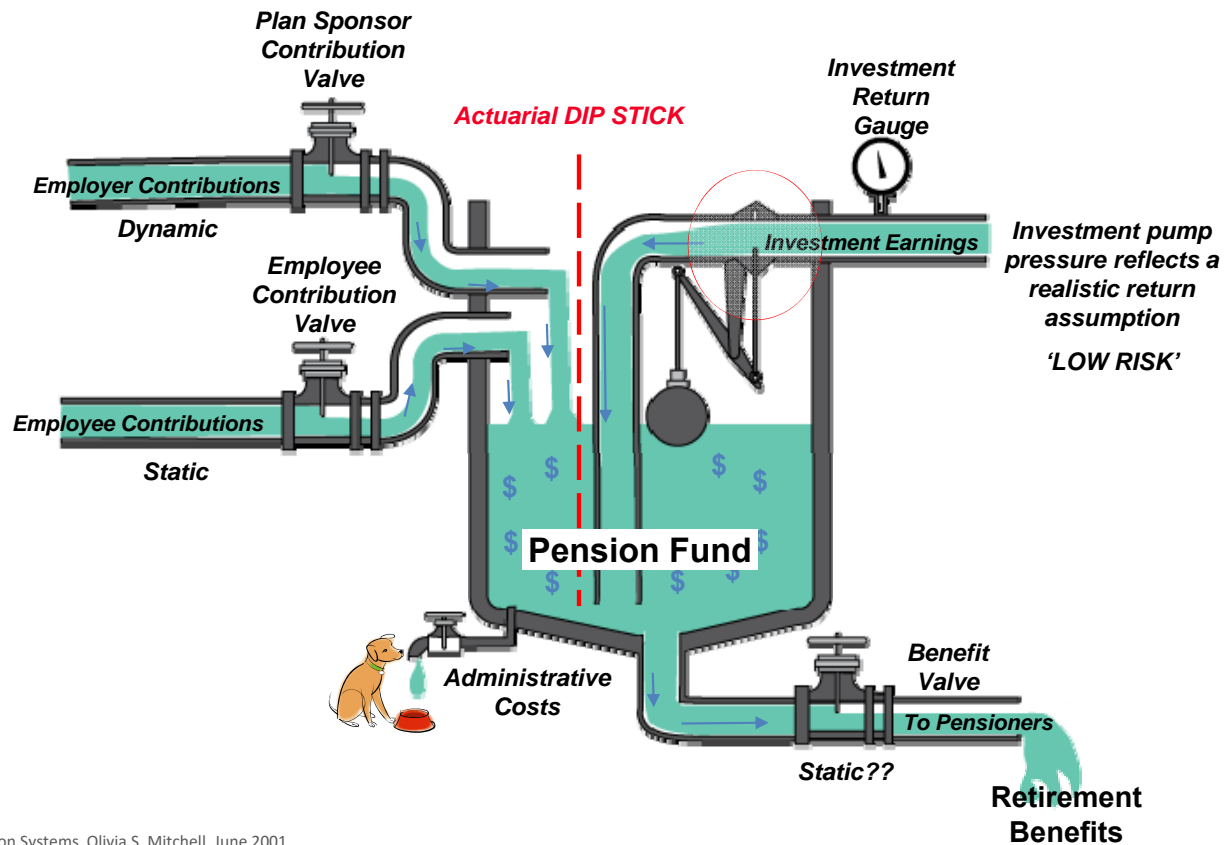 Plan Sponsor
Contribution
Valve
Actuarial DIP STICK
Investment
Return
Gauge
Employer Contributions
Dynamic
Investment Earnings
Investment pump
pressure reflects a
realistic return
assumption
'LOW RISK'
Employee
Contribution
Valve
Employee Contributions
Static
$ $
$ $
$ $
$ $
Pension Fund
Administrative
Costs
Benefit
Valve
To Pensioners
Static??
Retirement
Benefits
on Systems, Olivia S. Mitchell, June 2001